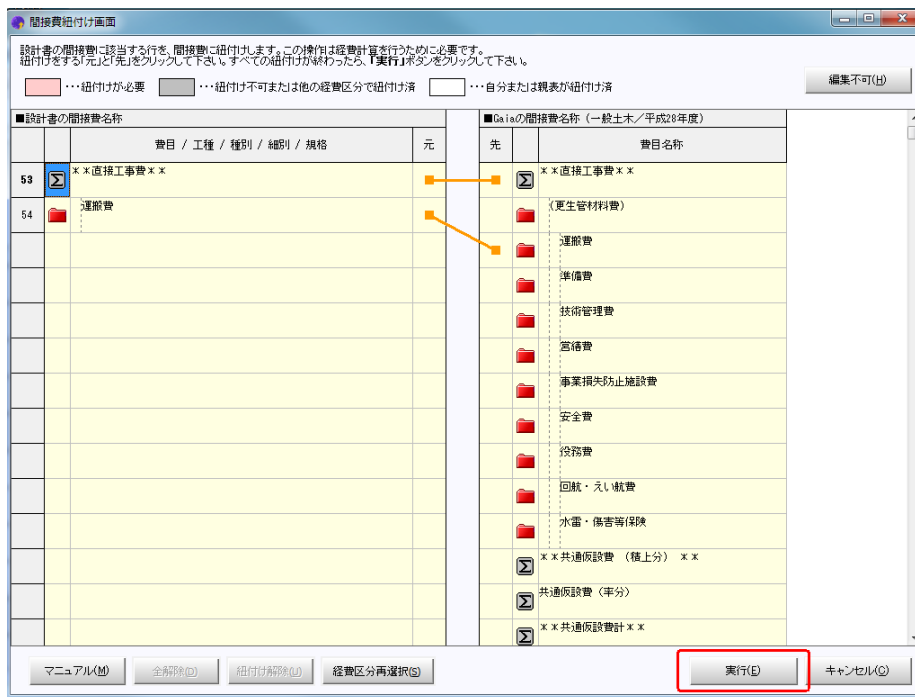 間接費紐付け画面
設計書の間接費に該当する行を、間接費に紐付けします。この操作は経費計算を行うために必要です。
紐付けをする「元」と「先」をクリックして下さい。すべての紐付けが終わったら、「実行」ボタンをクリックして下さい。
・・・紐付けが必要 ・・・紐付け不可または他の経費区分で紐付け済 ・・・自分または親表が紐付け済
編集不可(H)
■設計書の間接費名称 ■Gaiaの間接費名称（一般土木／平成28年度）
費目 / 工種 / 種別 / 細別 / 規格 元 先 費目名称
53 Σ ＊＊直接工事費＊＊ Σ ＊＊直接工事費＊＊
54 運搬費 （更生管材料費）
運搬費
準備費
技術管理費
営繕費
事業損失防止施設費
安全費
役務費
回航・えい航費
水雷・傷害等保険
Σ ＊＊共通仮設費 （積上分） ＊＊
Σ 共通仮設費（率分）
Σ ＊＊共通仮設費計＊＊
マニュアル(M) 全解除(D) 紐付け解除(U) 経費区分再選択(S) 実行(E) キャンセル(C)